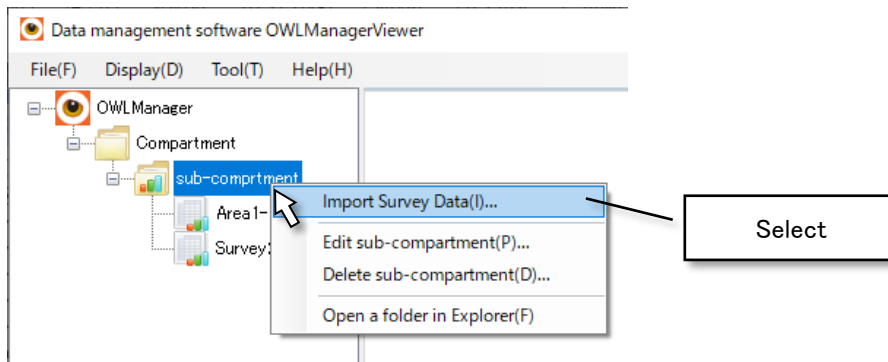 Data management software OWLManagerViewer
File(F) Display(D) Tool(T) Help(H)
OWLManager
Compartment
sub-comprtment
Area1-
Survey
Import Survey Data(I)...
Edit sub-compartment(P)...
Delete sub-compartment(D)...
Open a folder in Explorer(F)
Select